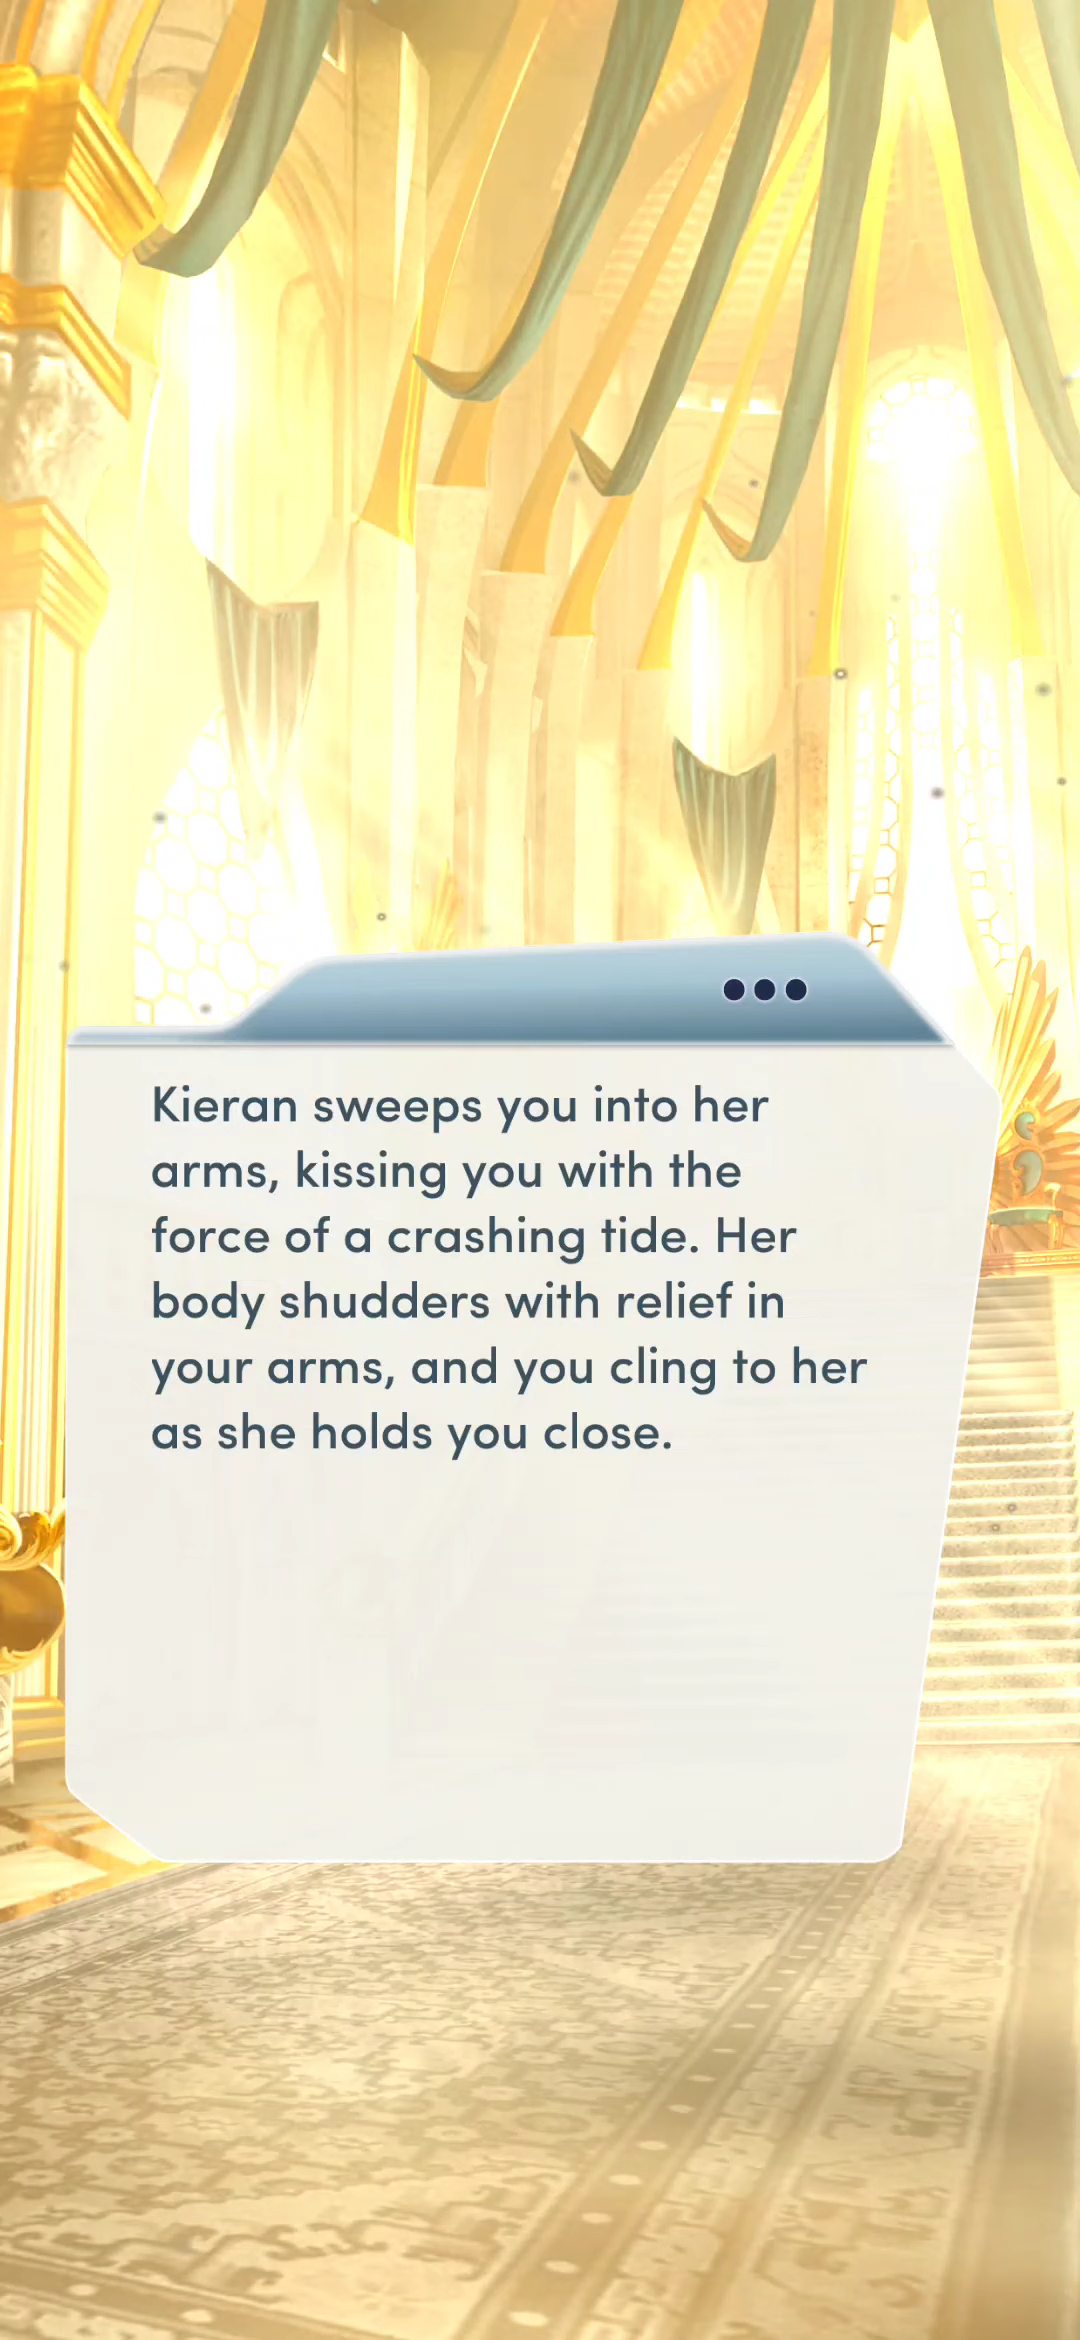 Kieran sweeps you into her
arms, kissing you with the
force of a crashing tide. Her
body shudders with relief in
your arms, and you cling to her
as she holds you close.